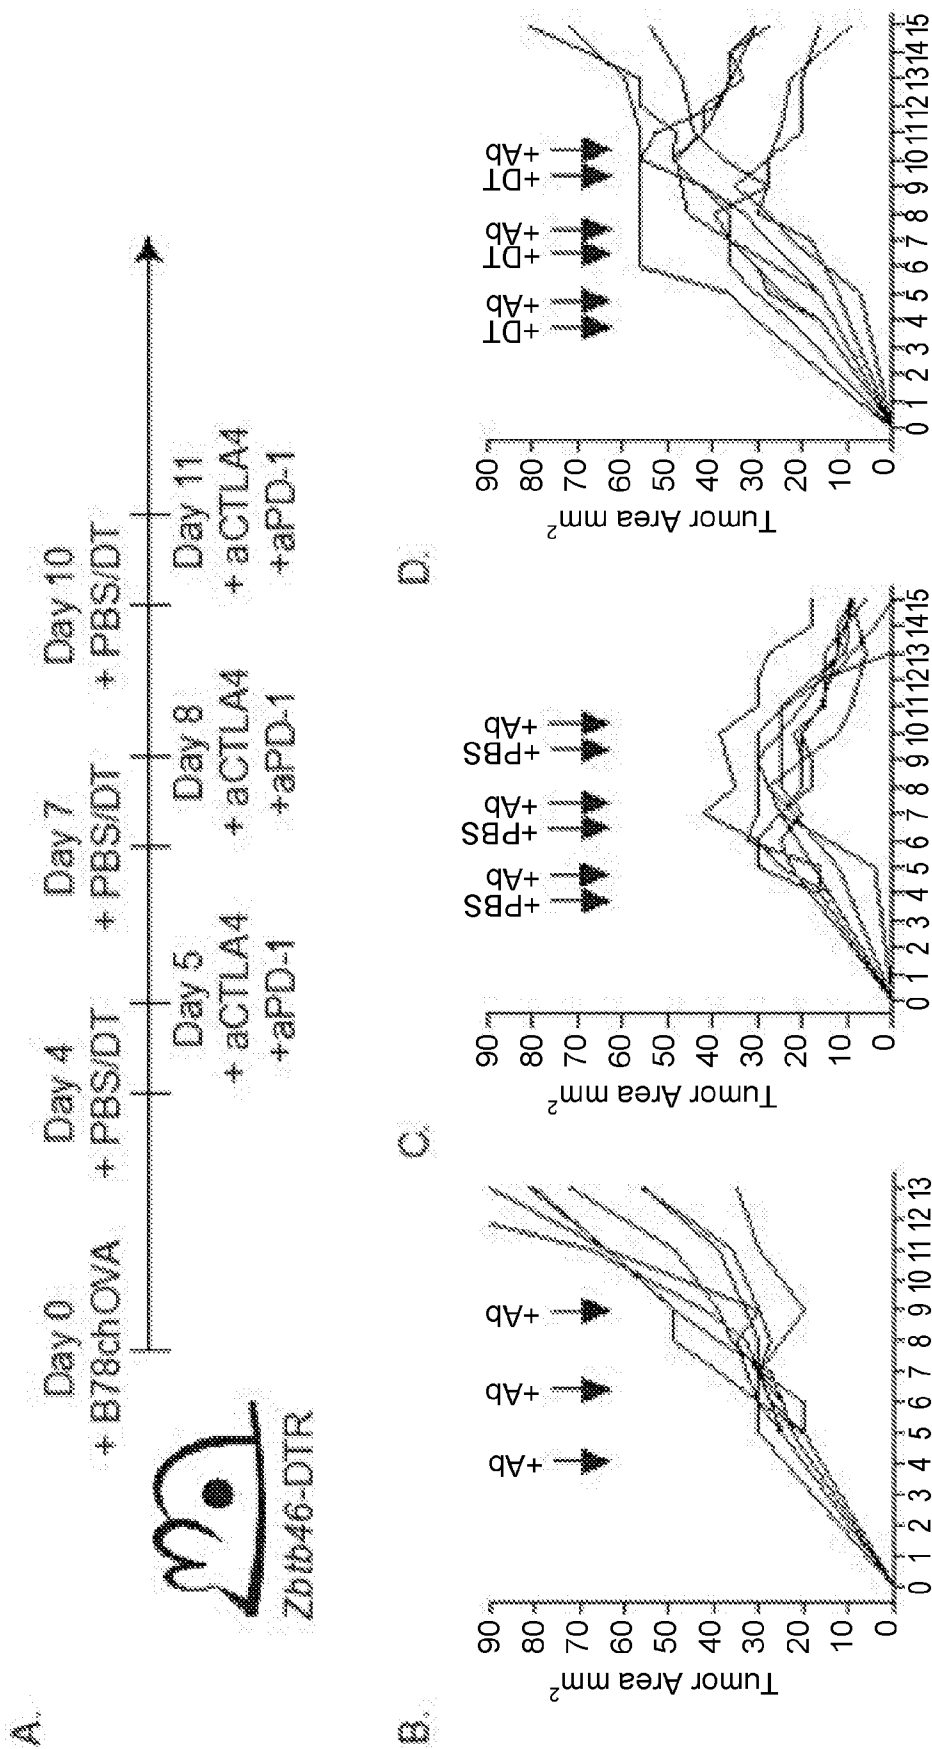 A.
Day 0
+ B78chOVA
Day 4
+ PBS/DT
Day 7
+ PBS/DT
Day 10
+ PBS/DT
Day 5
+ aCTLA4
+aPD-1
Day 8
+ aCTLA4
+aPD-1
Day 11
+ aCTLA4
+aPD-1
Zbtb46-DTR
B.
Tumor Area mm²
90
80
70
60
50
40
30
20
10
0
+Ab
+Ab
+Ab
0 1 2 3 4 5 6 7 8 9 10 11 12 13
C.
Tumor Area mm²
90
80
70
60
50
40
30
20
10
0
+PBS
+Ab
+PBS
+Ab
+PBS
+Ab
0 1 2 3 4 5 6 7 8 9 10 11 12 13 14 15
D.
Tumor Area mm²
90
80
70
60
50
40
30
20
10
0
+DT
+Ab
+DT
+Ab
+DT
+Ab
0 1 2 3 4 5 6 7 8 9 10 11 12 13 14 15